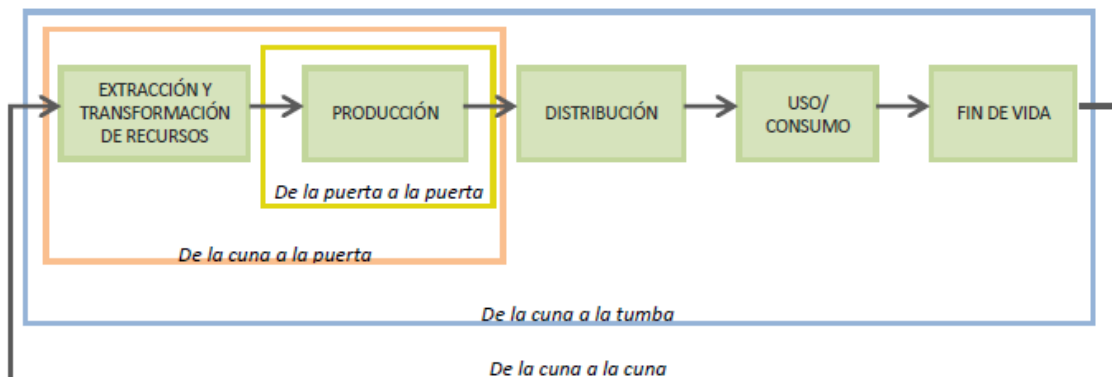 EXTRACCIÓN Y
TRANSFORMACIÓN
DE RECURSOS
PRODUCCIÓN
DISTRIBUCIÓN
USO/
CONSUMO
FIN DE VIDA
De la puerta a la puerta
De la cuna a la puerta
De la cuna a la tumba
De la cuna a la cuna